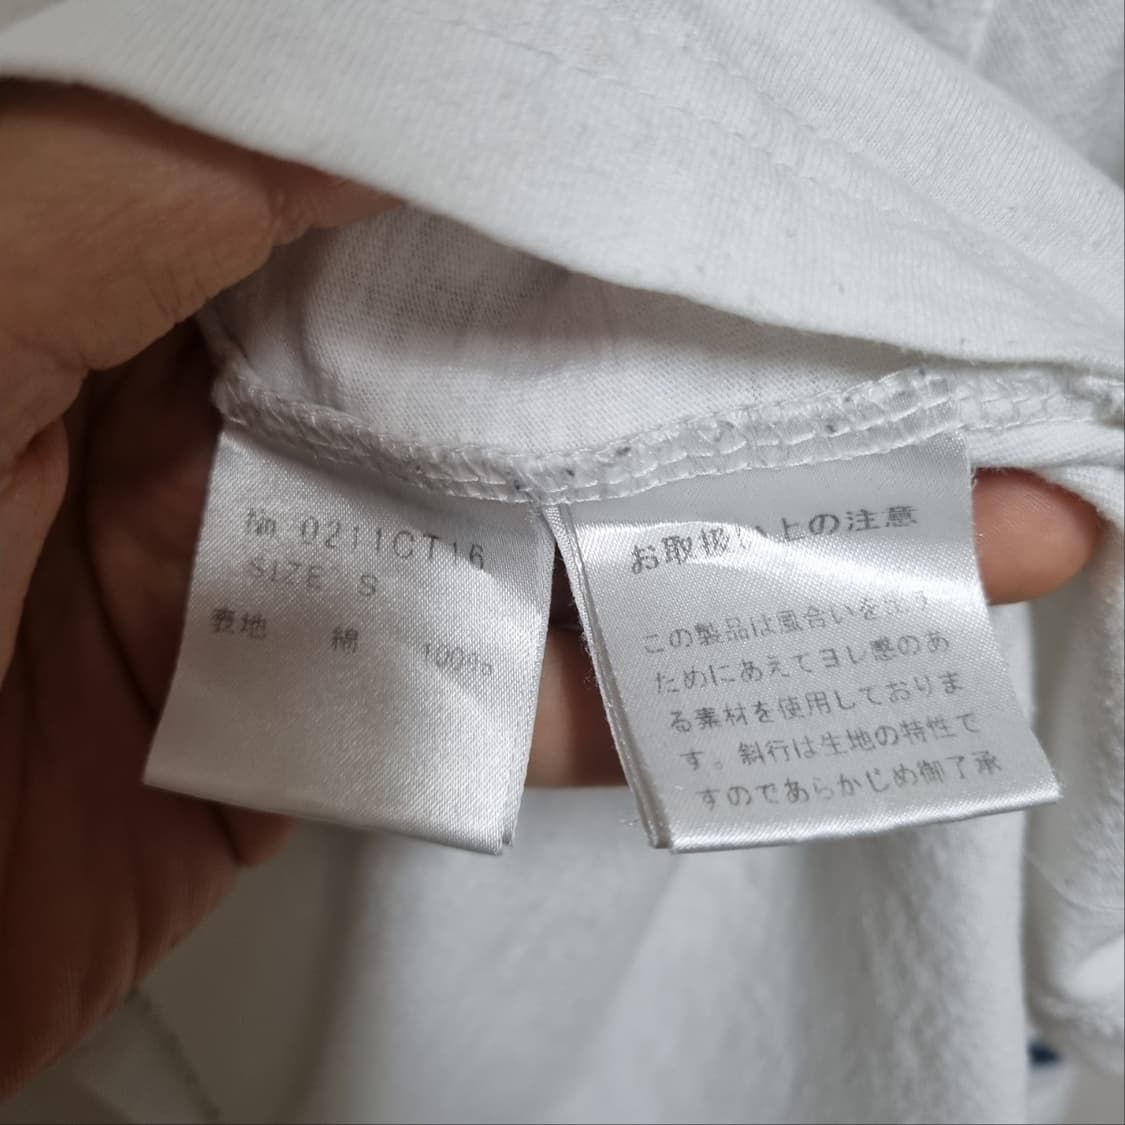 № 0211CT16
SIZE S
表地 綿 100%
お取扱い上の注意
この製品は風合いを出す
ためにあえてヨレ感のあ
る素材を使用しておりま
す。斜行は生地の特性で
すのであらかじめ御了承